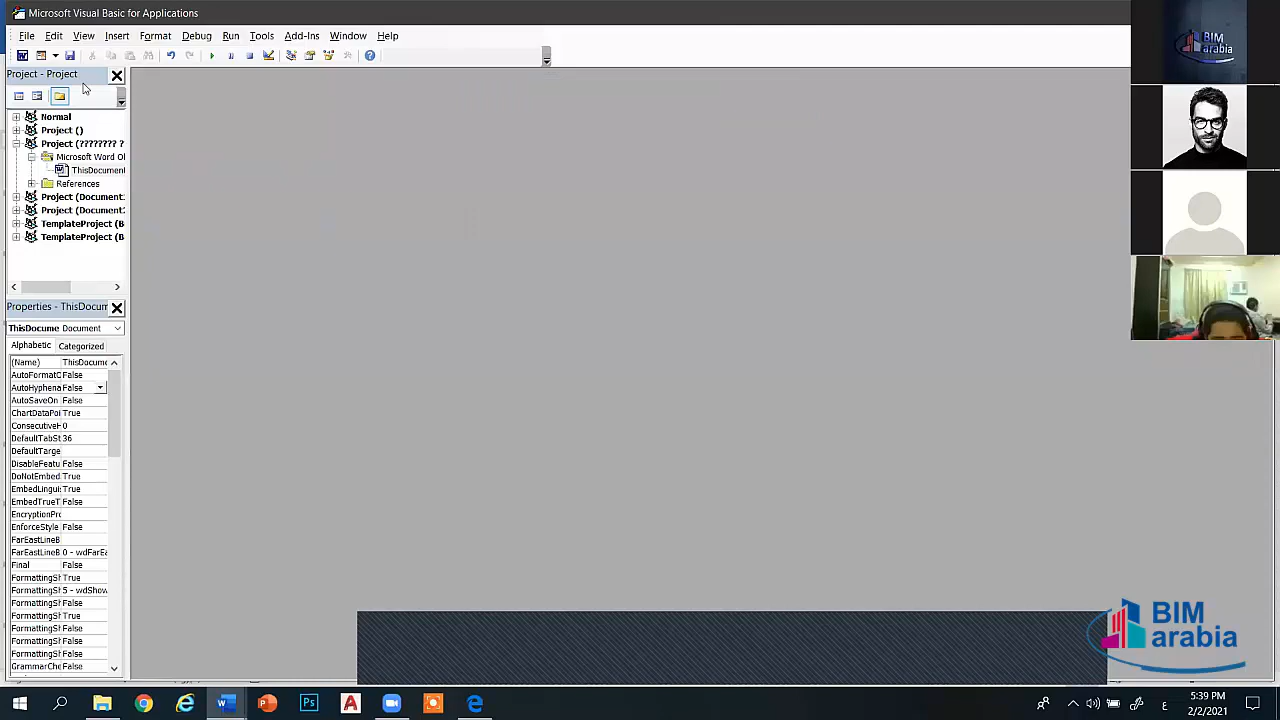 Microsoft Visual Basic for Applications
File Edit View Insert Format Debug Run Tools Add-Ins Window Help
Project - Project
Normal
Project ()
Project (???????? ?
Microsoft Word Ol
ThisDocument
References
Project (Document
Project (Document
TemplateProject (B
TemplateProject (B
Properties - ThisDocum
ThisDocume Document
Alphabetic Categorized
(Name) ThisDocum
AutoFormatO False
AutoHyphena False
AutoSaveOn False
ChartDataPoi True
ConsecutiveH 0
DefaultTabSt 36
DefaultTarge
DisableFeatu False
DoNotEmbed True
EmbedLingui True
EmbedTrueT False
EncryptionPro
EnforceStyle False
FarEastLineB
FarEastLineB 0 - wdFarEa
Final False
FormattingSh True
FormattingSh 5 - wdShow
FormattingSh False
FormattingSh True
FormattingSh False
FormattingSh False
FormattingSh False
GrammarChe False
BIM
arabia
BIM
arabia
5:39 PM
2/2/2021